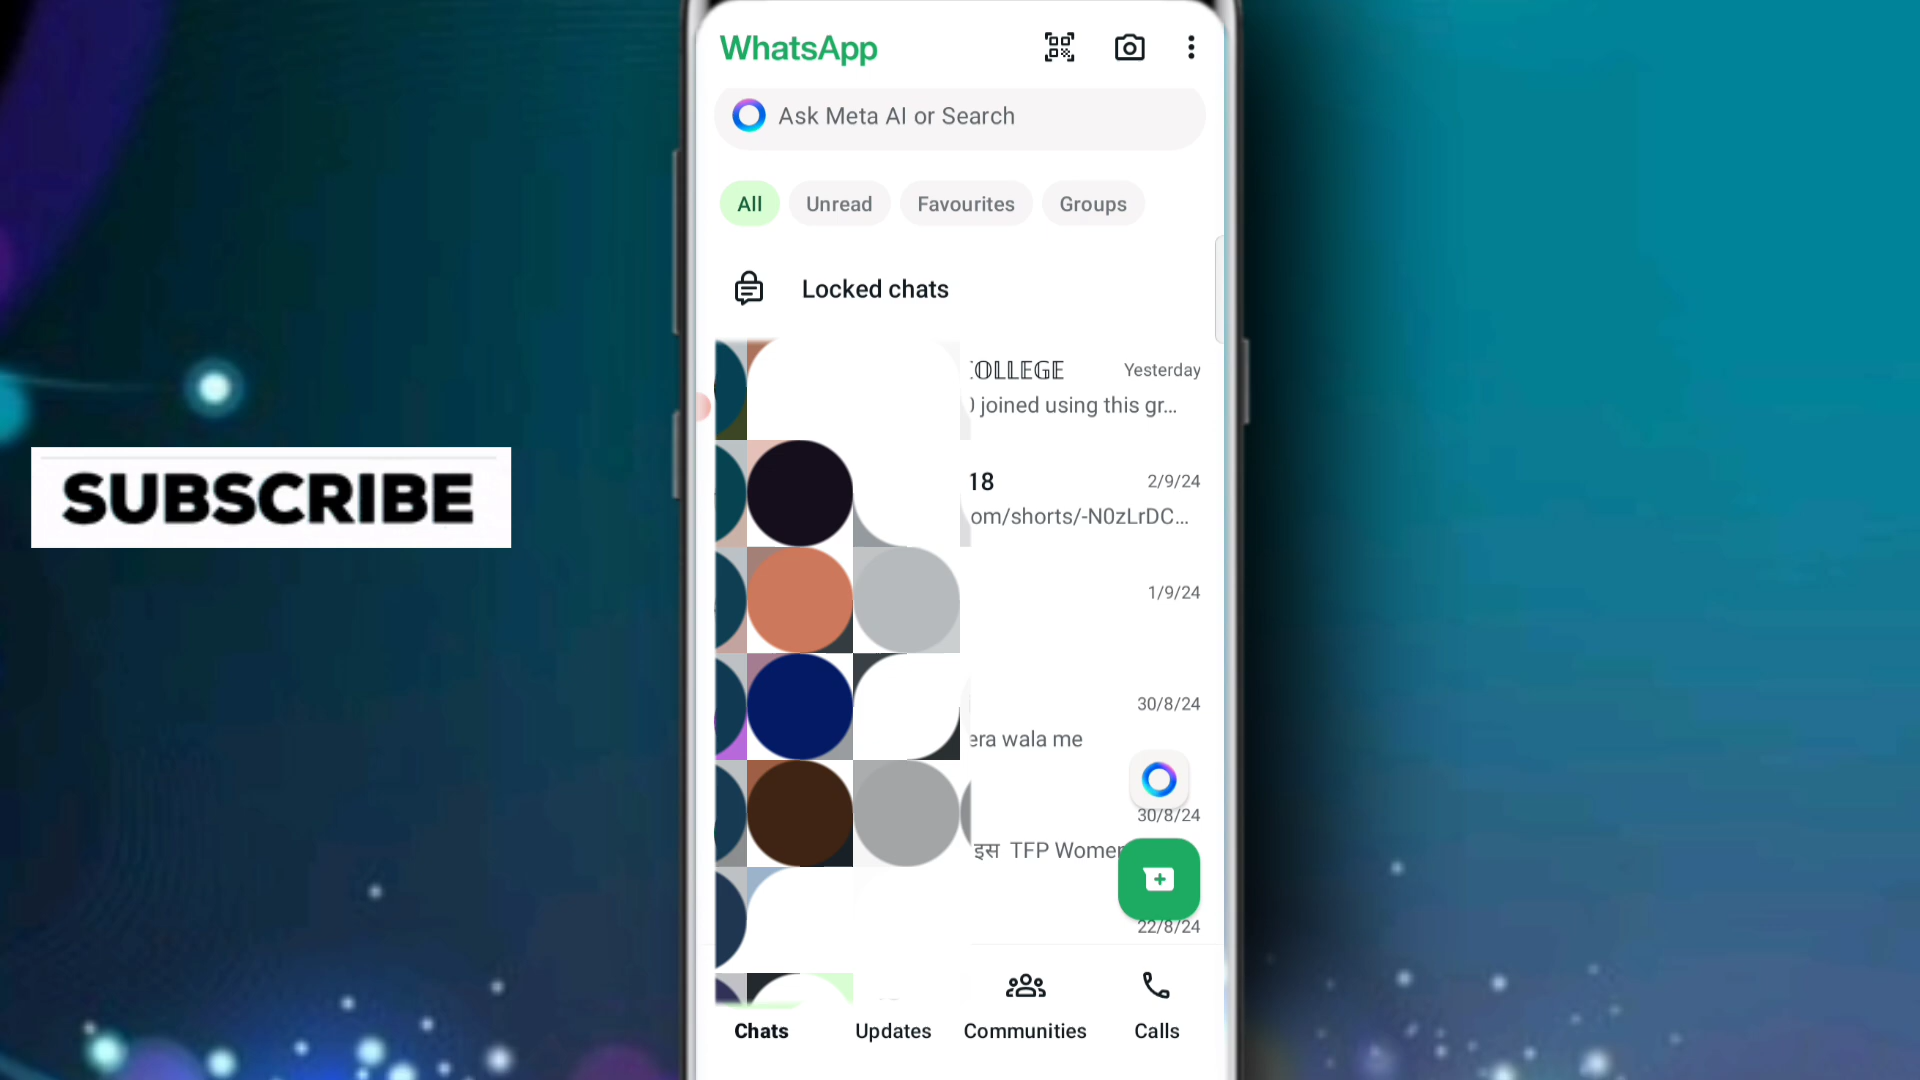 WhatsApp
Ask Meta AI or Search
All Unread Favourites Groups
Locked chats
ℂ𝕆𝕃𝕃𝔼𝔾𝔼 Yesterday
joined using this gr...
18 2/9/24
om/shorts/-N0zLrDC...
1/9/24
30/8/24
era wala me
30/8/24
इस TFP Women
22/8/24
Chats Updates Communities Calls
SUBSCRIBE